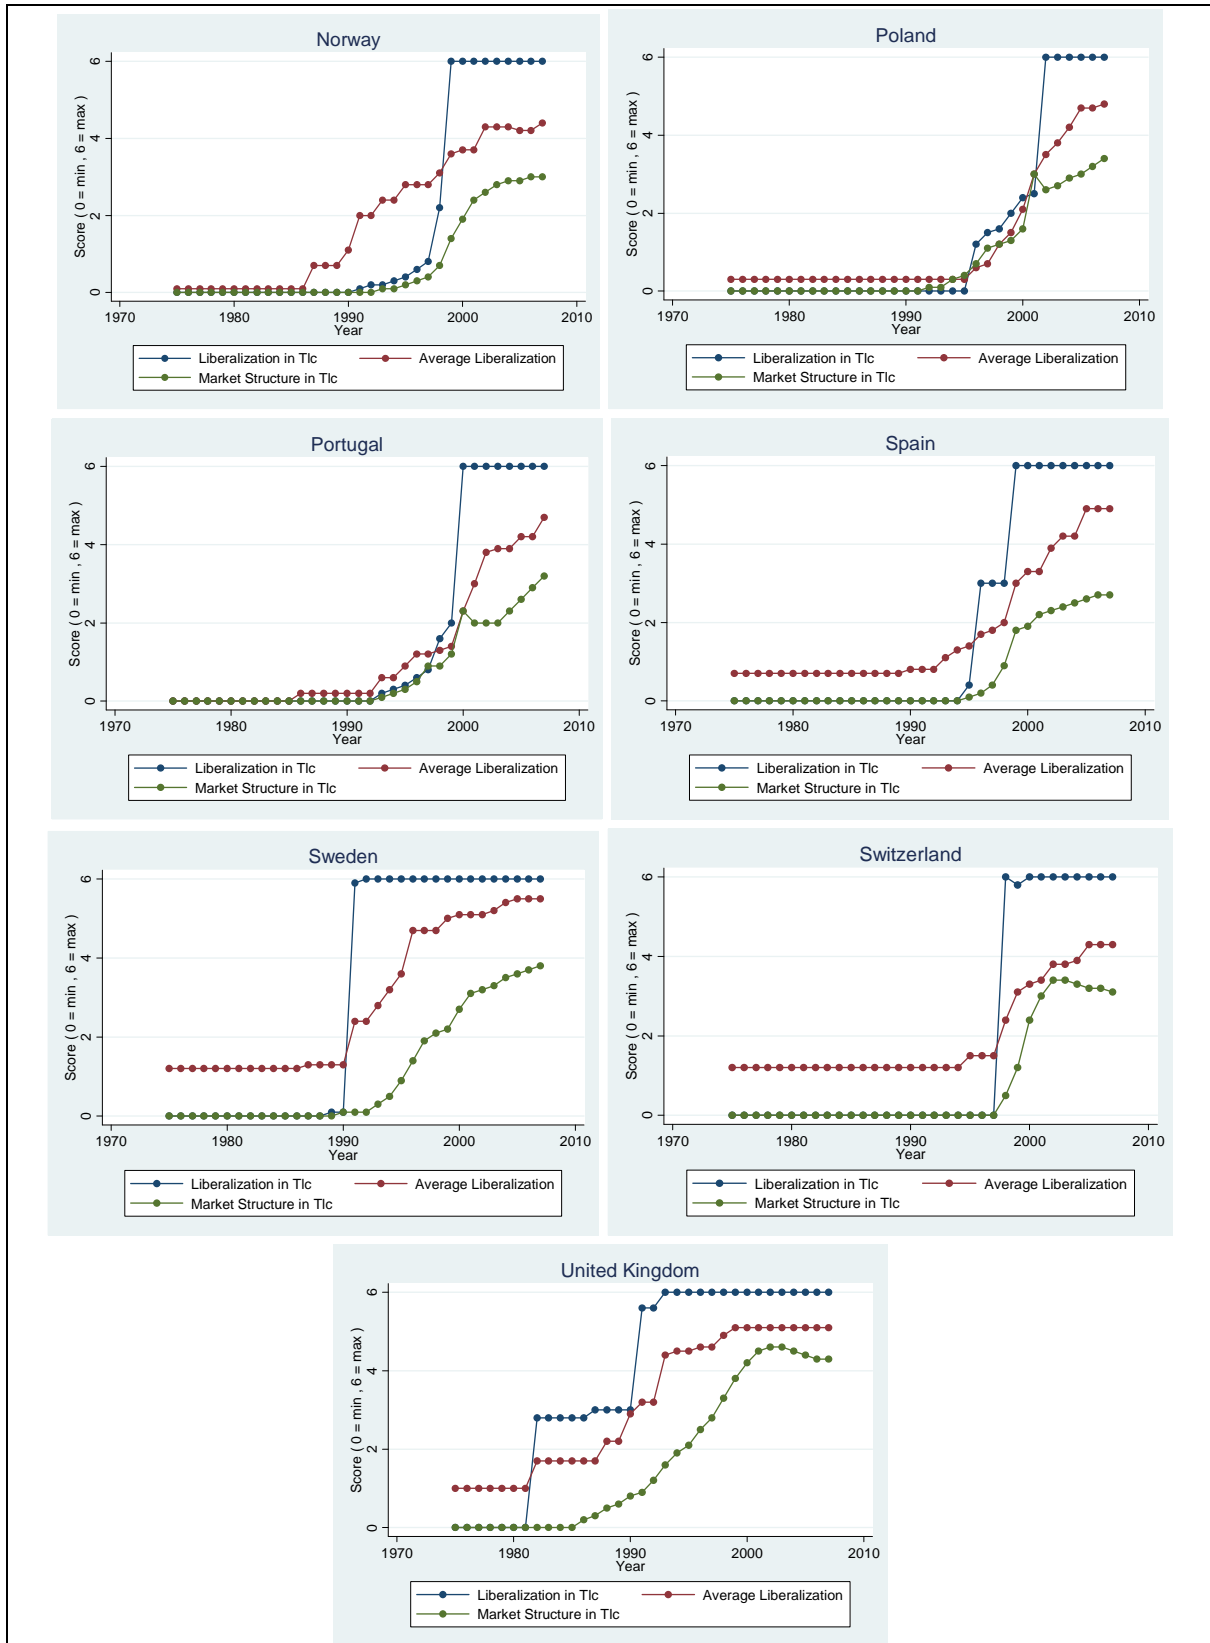 Norway
Score ( 0 = min , 6 = max )
6
4
2
0
1970 1980 1990 2000 2010
Year
Liberalization in Tlc Average Liberalization
Market Structure in Tlc
Poland
Score ( 0 = min , 6 = max )
6
4
2
0
1970 1980 1990 2000 2010
Year
Liberalization in Tlc Average Liberalization
Market Structure in Tlc
Portugal
Score ( 0 = min , 6 = max )
6
4
2
0
1970 1980 1990 2000 2010
Year
Liberalization in Tlc Average Liberalization
Market Structure in Tlc
Spain
Score ( 0 = min , 6 = max )
6
4
2
0
1970 1980 1990 2000 2010
Year
Liberalization in Tlc Average Liberalization
Market Structure in Tlc
Sweden
Score ( 0 = min , 6 = max )
6
4
2
0
1970 1980 1990 2000 2010
Year
Liberalization in Tlc Average Liberalization
Market Structure in Tlc
Switzerland
Score ( 0 = min , 6 = max )
6
4
2
0
1970 1980 1990 2000 2010
Year
Liberalization in Tlc Average Liberalization
Market Structure in Tlc
United Kingdom
Score ( 0 = min , 6 = max )
6
4
2
0
1970 1980 1990 2000 2010
Year
Liberalization in Tlc Average Liberalization
Market Structure in Tlc